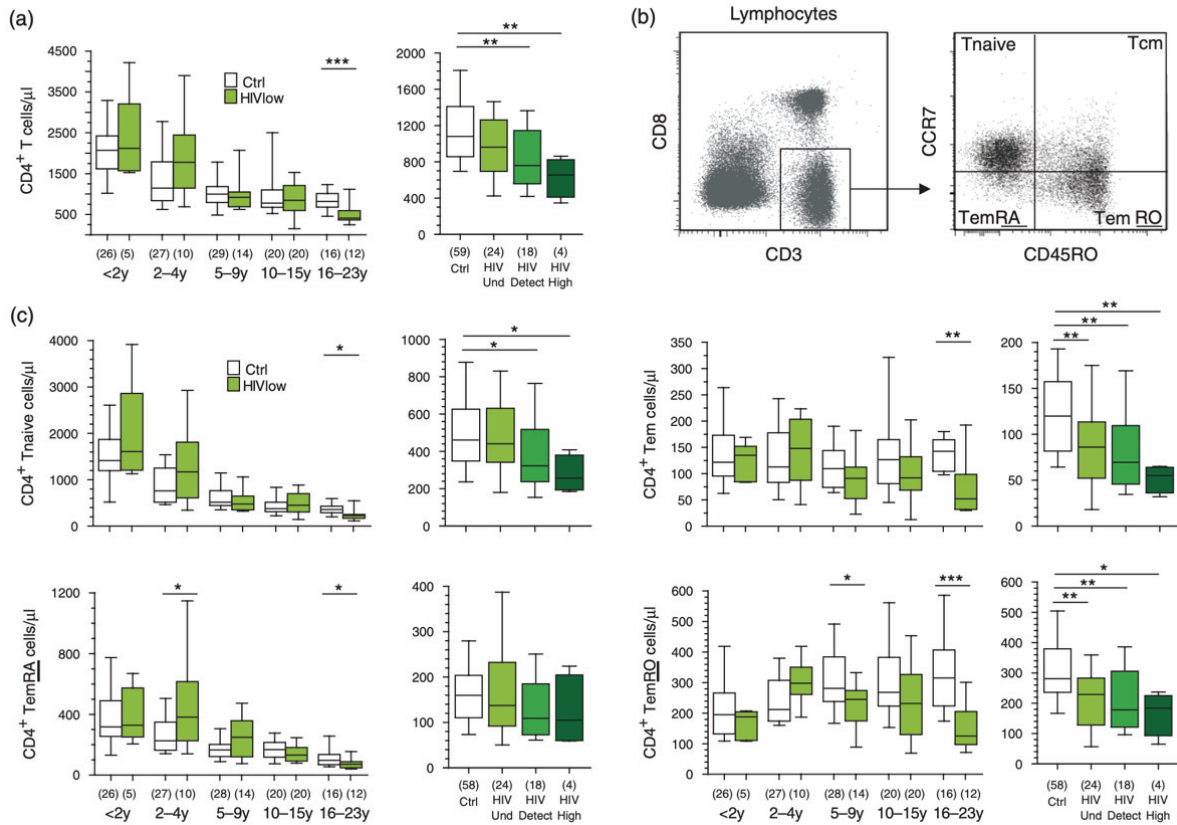 (a)
4500
3500
2500
1500
500
CD4+ T cells/µl
Ctrl
HIVlow
***
(26) (5) (27) (10) (29) (14) (20) (20) (16) (12)
<2y 2–4y 5–9y 10–15y 16–23y
**
**
2000
1600
1200
800
400
0
(59) (24) (18) (4)
Ctrl HIV HIV HIV
Und Detect High
(b)
Lymphocytes
CD8
CD3
Tnaive Tcm
CCR7
TemRA TemRO
CD45RO
(c)
4000
3000
2000
1000
0
CD4+ Tnaive cells/µl
Ctrl
HIVlow
*
*
*
1000
800
600
400
200
0
350
300
250
200
150
100
50
0
CD4+ Tem cells/µl
**
**
**
**
200
150
100
50
0
1200
900
600
300
0
CD4+ TemRA cells/µl
*
*
(26) (5) (27) (10) (28) (14) (20) (20) (16) (12)
<2y 2–4y 5–9y 10–15y 16–23y
400
300
200
100
0
(58) (24) (18) (4)
Ctrl HIV HIV HIV
Und Detect High
600
500
400
300
200
100
0
CD4+ TemRO cells/µl
*
***
(26) (5) (27) (10) (28) (14) (20) (20) (16) (12)
<2y 2–4y 5–9y 10–15y 16–23y
*
**
**
600
500
400
300
200
100
0
(58) (24) (18) (4)
Ctrl HIV HIV HIV
Und Detect High